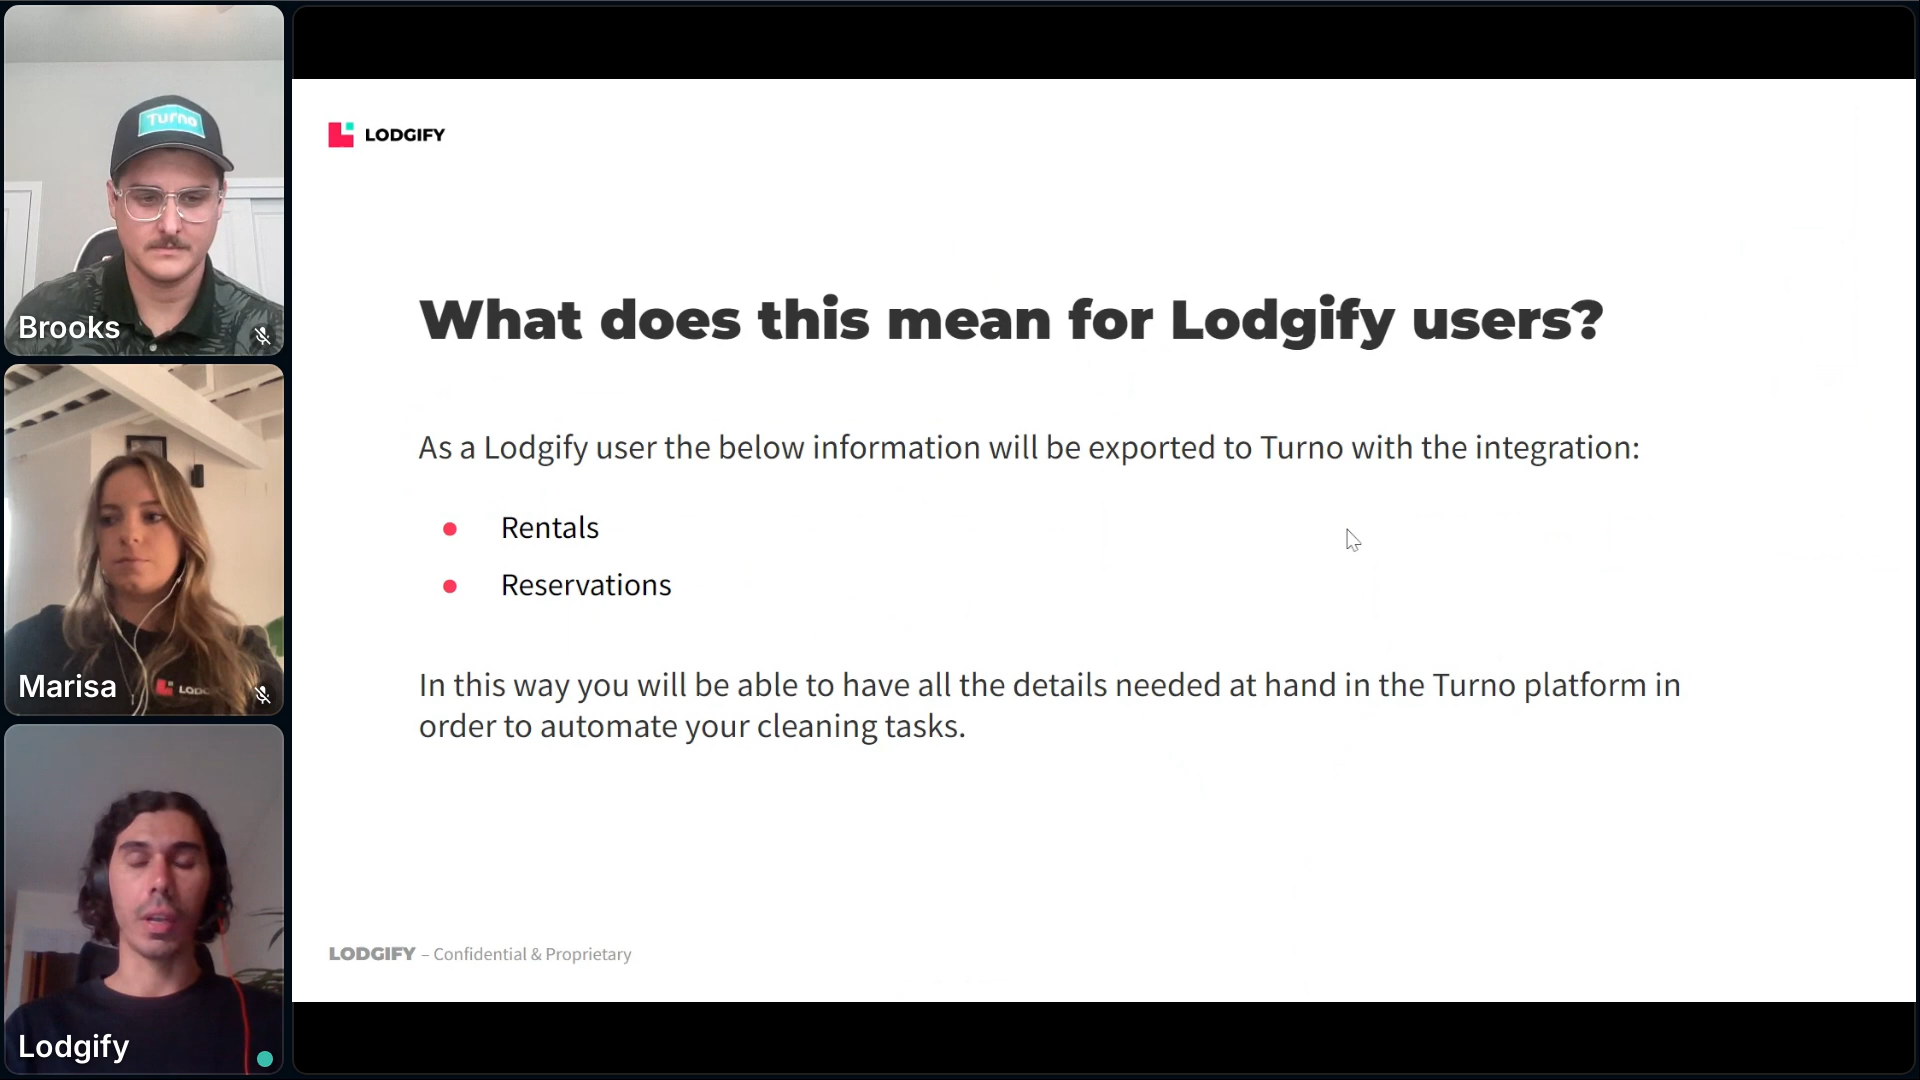 Turno
Brooks
Marisa
Lodgify
LODGIFY
What does this mean for Lodgify users?
As a Lodgify user the below information will be exported to Turno with the integration:
● Rentals
● Reservations
In this way you will be able to have all the details needed at hand in the Turno platform in
order to automate your cleaning tasks.
LODGIFY – Confidential & Proprietary